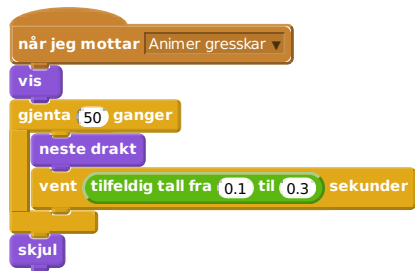 når jeg mottar Animer gresskar
vis
gjenta 50 ganger
neste drakt
vent tilfeldig tall fra 0.1 til 0.3 sekunder
skjul